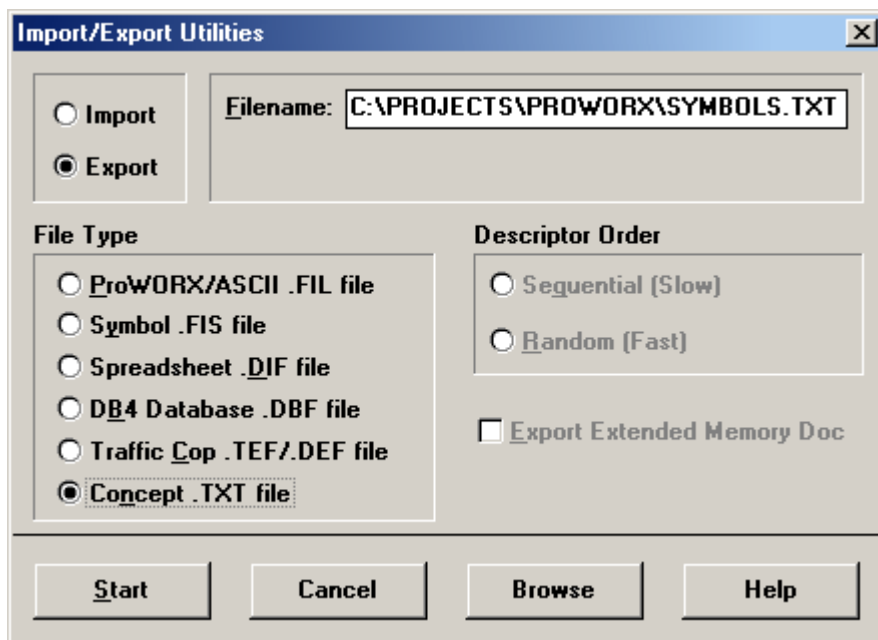 Import/Export Utilities
Import
Export
Filename: C:\PROJECTS\PROWORX\SYMBOLS.TXT
File Type
ProWORX/ASCII .FIL file
Symbol .FIS file
Spreadsheet .DIF file
DB4 Database .DBF file
Traffic Cop .TEF/.DEF file
Concept .TXT file
Descriptor Order
Sequential (Slow)
Random (Fast)
Export Extended Memory Doc
Start
Cancel
Browse
Help